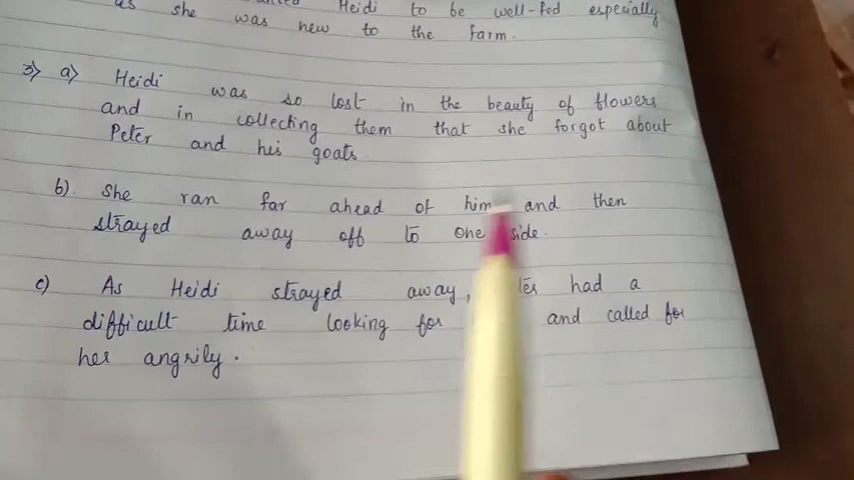 as she was new to the farm.
Heidi to be well-fed especially
3) a) Heidi was so lost in the beauty of flowers
and in collecting them that she forgot about
Peter and his goats.
b) She ran far ahead of him and then
strayed away off to one side.
c) As Heidi strayed away, had a
difficult time looking for and called for
her angrily.